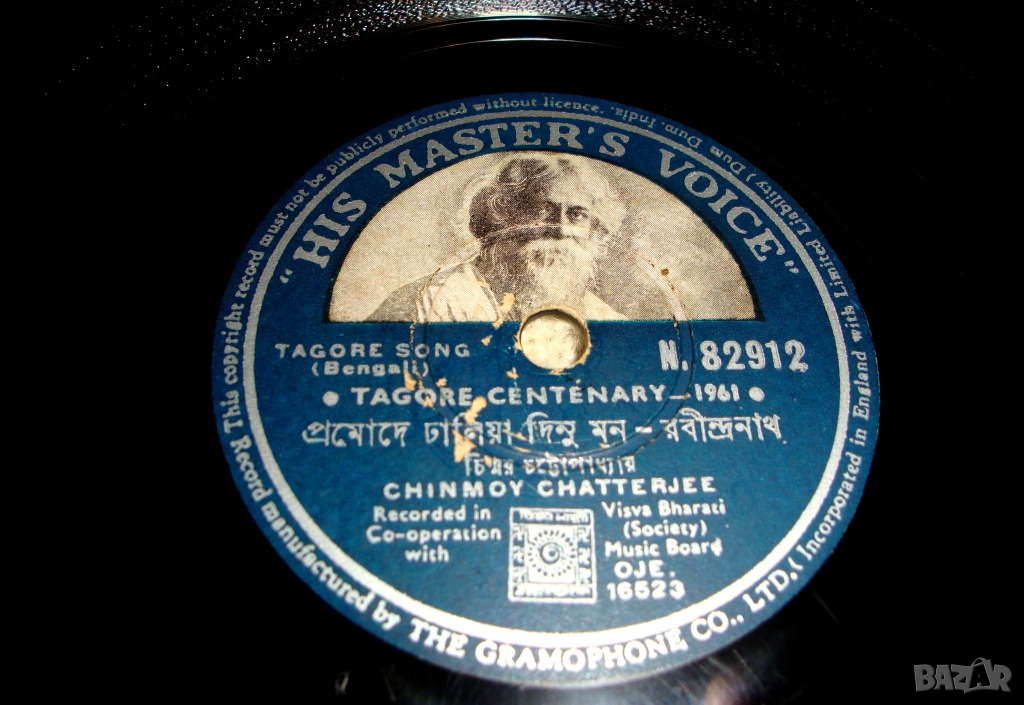 This copyright record must not be publicly performed without licence.
"HIS MASTER'S VOICE"
TAGORE SONG
(Bengali)
N. 82912
• TAGORE CENTENARY – 1961 •
প্রমোদে ঢালিয়া দিনু মন – রবীন্দ্রনাথ
চিন্ময় চট্টোপাধ্যায়
CHINMOY CHATTERJEE
Recorded in
Co-operation
with
Visva Bharati
(Society)
Music Board
OJE.
16523
This Record manufactured by THE GRAMOPHONE CO., LTD. (Incorporated in England with Limited Liability) Dum Dum. India.
BAZAR